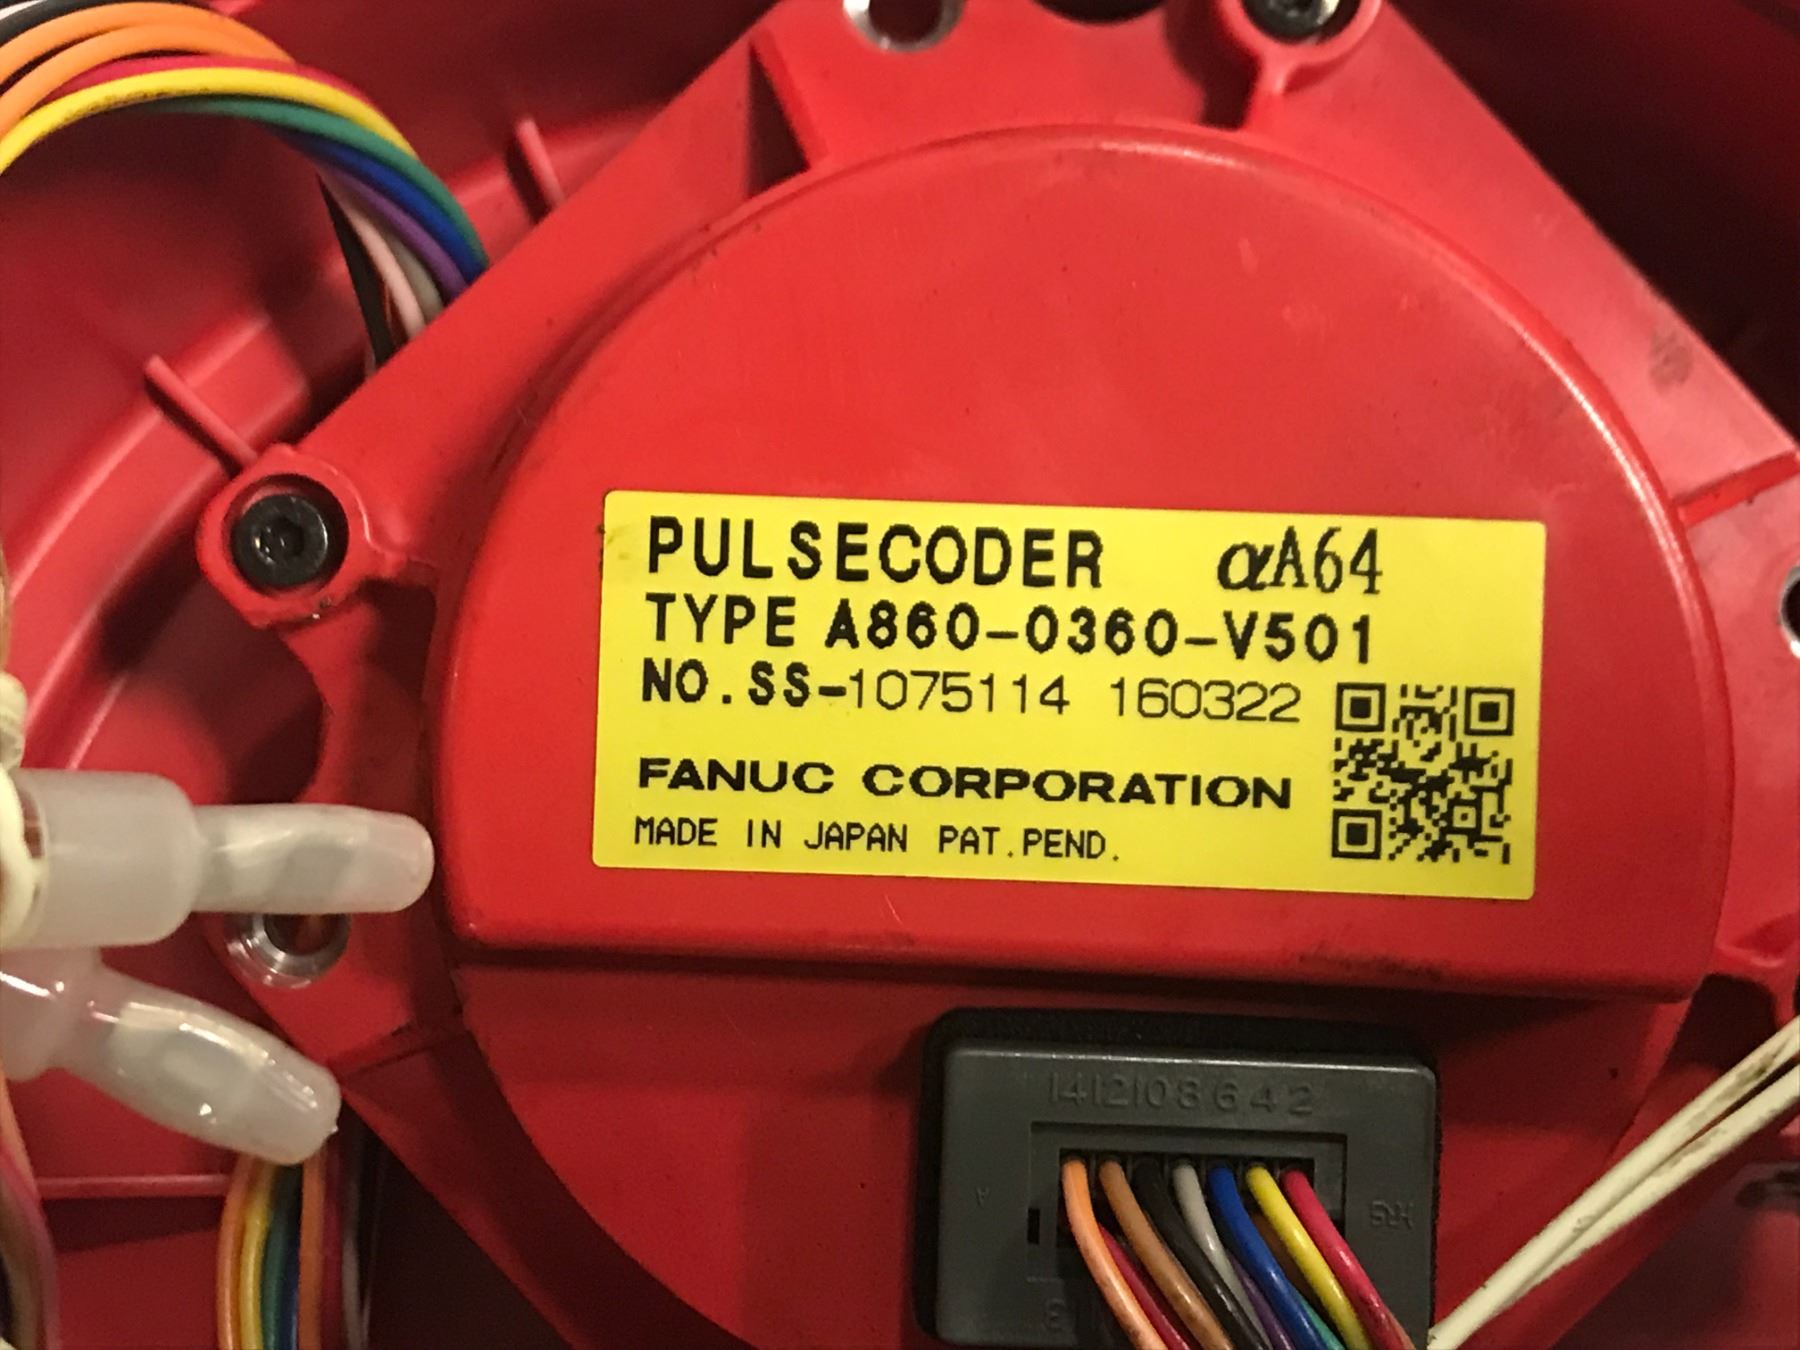 PULSECODER αA64
TYPE A860-0360-V501
NO.SS-1075114 160322
FANUC CORPORATION
MADE IN JAPAN PAT.PEND.
14 12 10 8 6 4 2
A
HRS